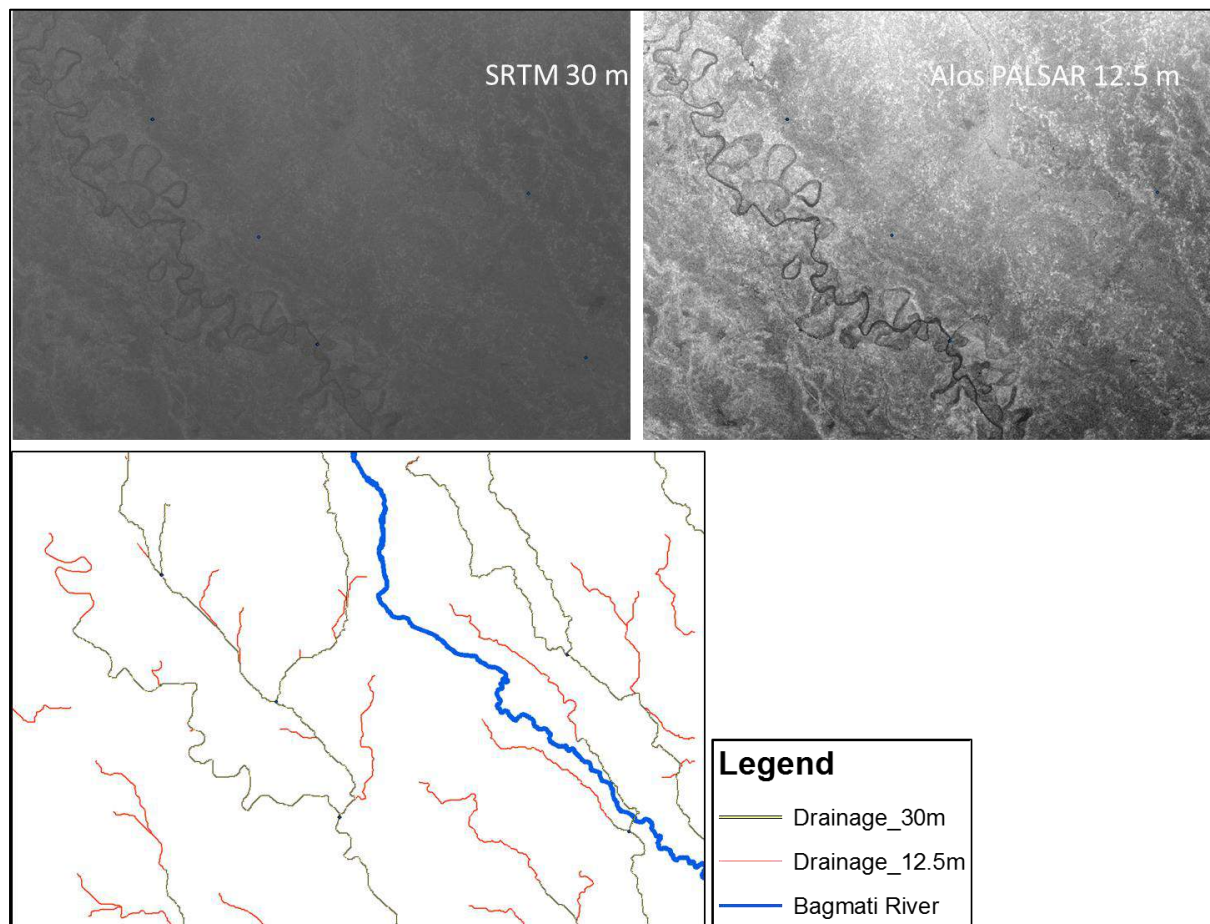 SRTM 30 m
Alos PALSAR 12.5 m
Legend
Drainage_30m
Drainage_12.5m
Bagmati River